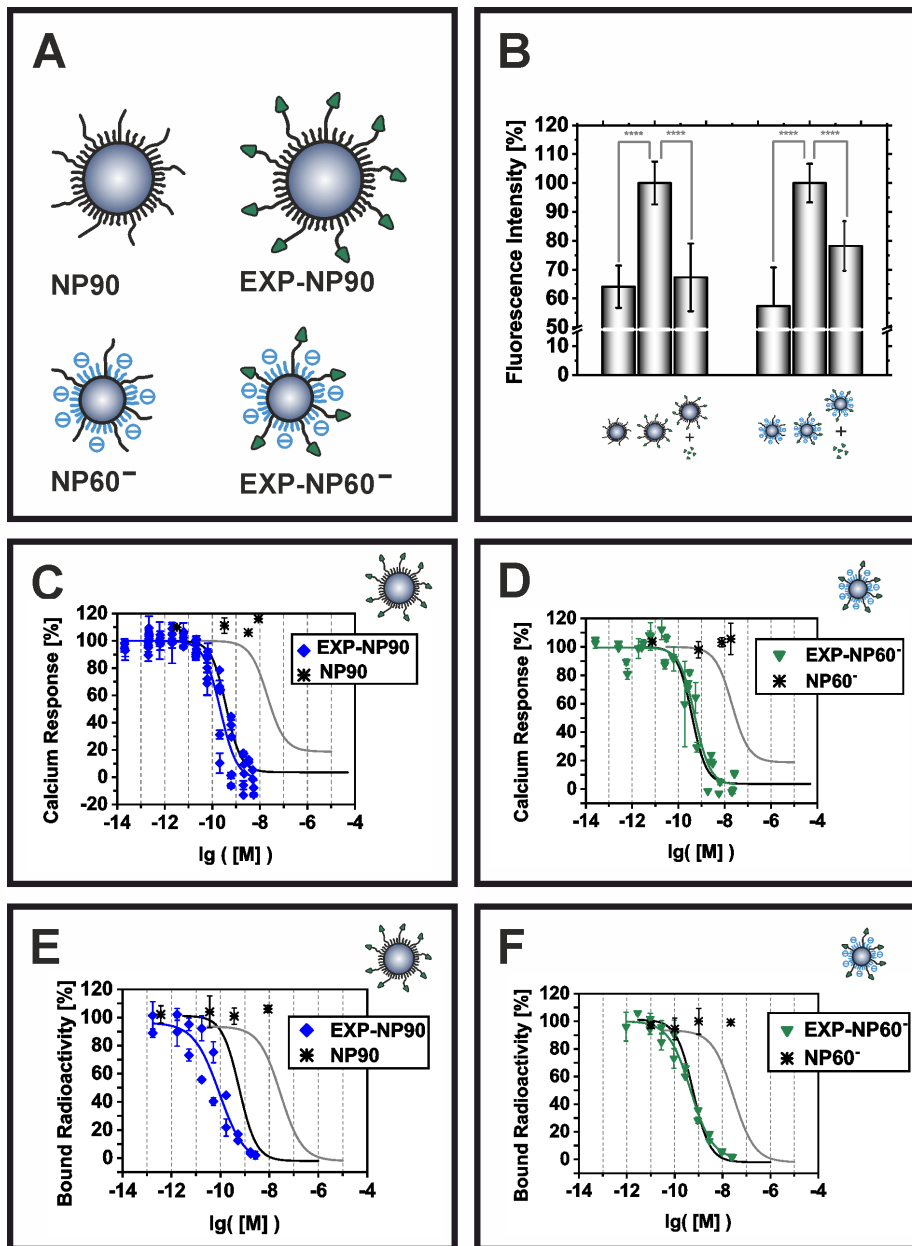 A
NP90
EXP-NP90
NP60⁻
EXP-NP60⁻
B
Fluorescence Intensity [%]
120
110
100
90
80
70
60
50
10
0
**** ****
**** ****
+
+
C
Calcium Response [%]
120
100
80
60
40
20
0
-20
-14 -12 -10 -8 -6 -4
lg ( [M] )
EXP-NP90
NP90
D
Calcium Response [%]
120
100
80
60
40
20
0
-14 -12 -10 -8 -6 -4
lg( [M] )
EXP-NP60⁻
NP60⁻
E
Bound Radioactivity [%]
120
100
80
60
40
20
0
-14 -12 -10 -8 -6 -4
lg( [M] )
EXP-NP90
NP90
F
Bound Radioactivity [%]
120
100
80
60
40
20
0
-14 -12 -10 -8 -6 -4
lg( [M] )
EXP-NP60⁻
NP60⁻